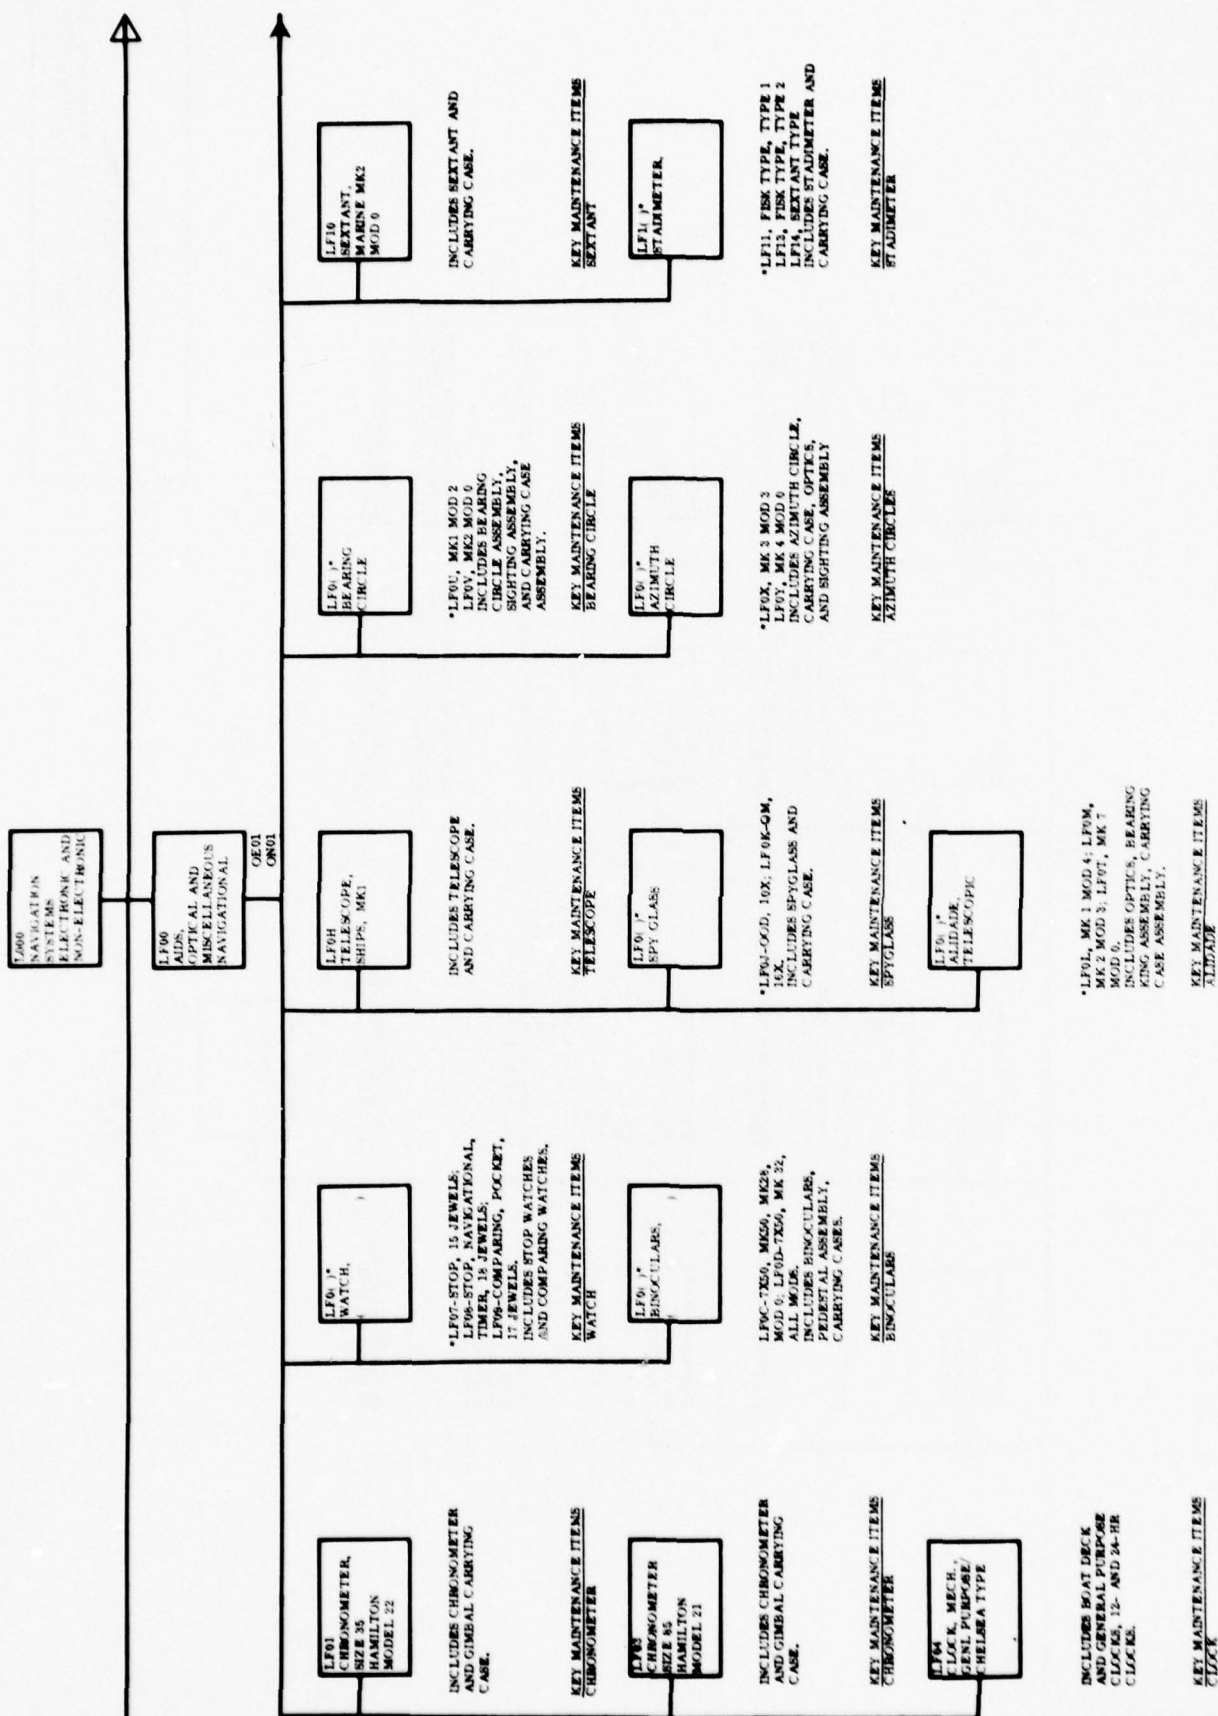 L000
NAVIGATION
SYSTEMS
ELECTRONIC AND
NON-ELECTRONIC
LF00
AIDS,
OPTICAL AND
MISCELLANEOUS
NAVIGATIONAL
OE01
ON01
LF01
CHRONOMETER,
SIZE 35
HAMILTON
MODEL 22
INCLUDES CHRONOMETER
AND GIMBAL CARRYING
CASE.
KEY MAINTENANCE ITEMS
CHRONOMETER
LF03
CHRONOMETER
SIZE 85
HAMILTON
MODEL 21
INCLUDES CHRONOMETER
AND GIMBAL CARRYING
CASE.
KEY MAINTENANCE ITEMS
CHRONOMETER
LF04
CLOCK, MECH.,
GENL PURPOSE/
CHELSEA TYPE
INCLUDES BOAT DECK
AND GENERAL PURPOSE
CLOCKS, 12- AND 24-HR
CLOCKS.
KEY MAINTENANCE ITEMS
CLOCK
LF0( )*
WATCH,
( )
*LF07-STOP, 15 JEWELS;
LF08-STOP, NAVIGATIONAL,
TIMER, 18 JEWELS;
LF09-COMPARING, POCKET,
17 JEWELS.
INCLUDES STOP WATCHES
AND COMPARING WATCHES.
KEY MAINTENANCE ITEMS
WATCH
LF0( )*
BINOCULARS,
( )
LF0C-7X50, MK50, MK28,
MOD 0; LF0D-7X50, MK 32,
ALL MODS.
INCLUDES BINOCULARS,
PEDESTAL ASSEMBLY,
CARRYING CASES.
KEY MAINTENANCE ITEMS
BINOCULARS
LF0H
TELESCOPE,
SHIPS, MK1
INCLUDES TELESCOPE
AND CARRYING CASE.
KEY MAINTENANCE ITEMS
TELESCOPE
LF0( )*
SPY GLASS
*LF0J-OOD, 10X; LF0K-QM,
16X.
INCLUDES SPYGLASS AND
CARRYING CASE.
KEY MAINTENANCE ITEMS
SPYGLASS
LF0( )*
ALIDADE,
TELESCOPIC
*LF0L, MK 1 MOD 4; LF0M,
MK 2 MOD 3; LF0T, MK 7
MOD 0.
INCLUDES OPTICS, BEARING
KING ASSEMBLY, CARRYING
CASE ASSEMBLY.
KEY MAINTENANCE ITEMS
ALIDADE
LF0( )*
BEARING
CIRCLE
*LF0U, MK1 MOD 2
LF0V, MK2 MOD 0
INCLUDES BEARING
CIRCLE ASSEMBLY,
SIGHTING ASSEMBLY,
AND CARRYING CASE
ASSEMBLY.
KEY MAINTENANCE ITEMS
BEARING CIRCLE
LF0( )*
AZIMUTH
CIRCLE
*LF0X, MK 3 MOD 3
LF0Y, MK 4 MOD 0
INCLUDES AZIMUTH CIRCLE,
CARRYING CASE, OPTICS,
AND SIGHTING ASSEMBLY
KEY MAINTENANCE ITEMS
AZIMUTH CIRCLES
LF10
SEXTANT,
MARINE MK2
MOD 0
INCLUDES SEXTANT AND
CARRYING CASE.
KEY MAINTENANCE ITEMS
SEXTANT
LF1( )*
STADIMETER,
*LF11, FISK TYPE, TYPE 1
LF13, FISK TYPE, TYPE 2
LF14, SEXTANT TYPE
INCLUDES STADIMETER AND
CARRYING CASE.
KEY MAINTENANCE ITEMS
STADIMETER